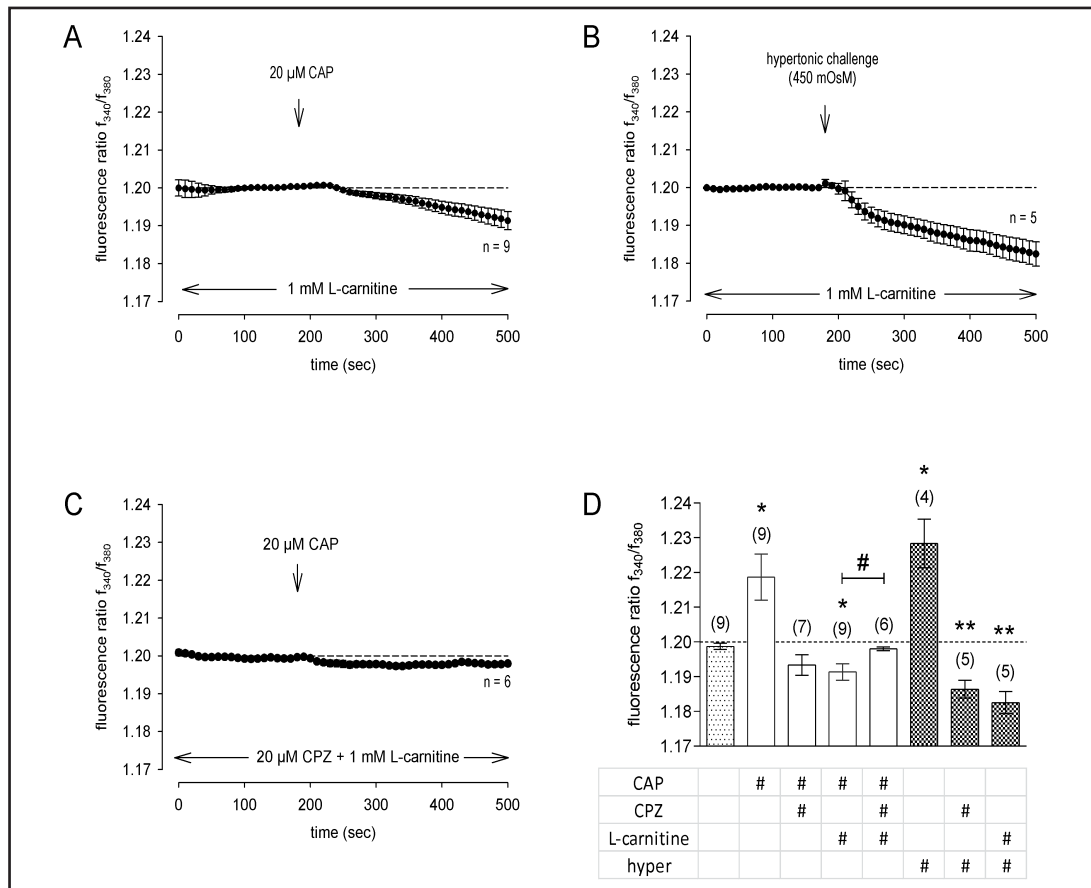 A
fluorescence ratio f340/f380
1.24
1.23
1.22
1.21
1.20
1.19
1.18
1.17
20 µM CAP
n = 9
1 mM L-carnitine
0 100 200 300 400 500
time (sec)
B
fluorescence ratio f340/f380
1.24
1.23
1.22
1.21
1.20
1.19
1.18
1.17
hypertonic challenge
(450 mOsM)
n = 5
1 mM L-carnitine
0 100 200 300 400 500
time (sec)
C
fluorescence ratio f340/f380
1.24
1.23
1.22
1.21
1.20
1.19
1.18
1.17
20 µM CAP
n = 6
20 µM CPZ + 1 mM L-carnitine
0 100 200 300 400 500
time (sec)
D
fluorescence ratio f340/f380
1.24
1.23
1.22
1.21
1.20
1.19
1.18
1.17
(9)
*
(9)
(7)
*
(9)
#
(6)
*
(4)
**
(5)
**
(5)
CAP # # # #
CPZ # # #
L-carnitine # # #
hyper # # #